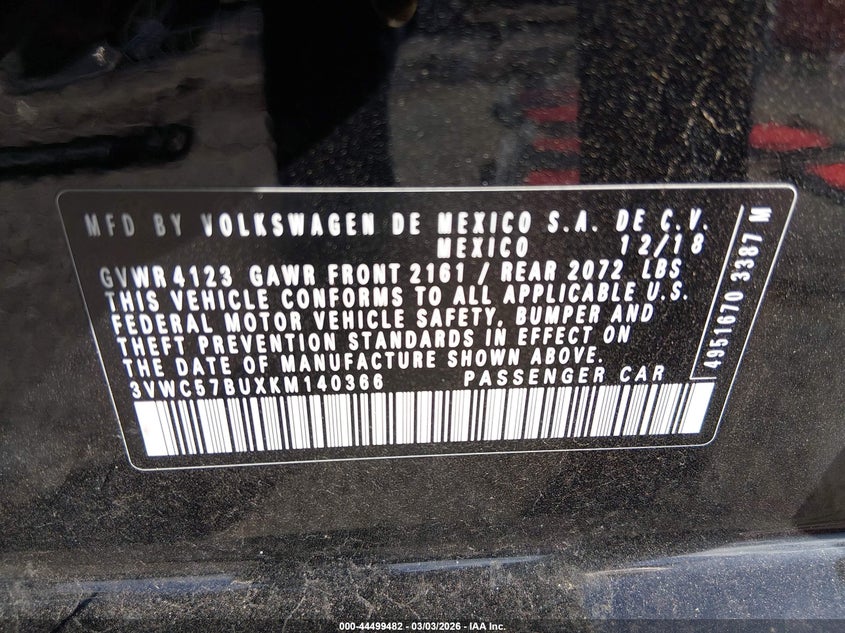 MFD BY VOLKSWAGEN DE MEXICO S.A. DE C.V.
MEXICO 12/18
GVWR 4123 GAWR FRONT 2161 / REAR 2072 LBS
THIS VEHICLE CONFORMS TO ALL APPLICABLE U.S.
FEDERAL MOTOR VEHICLE SAFETY, BUMPER AND
THEFT PREVENTION STANDARDS IN EFFECT ON
THE DATE OF MANUFACTURE SHOWN ABOVE.
3VWC57BUXKM140366 PASSENGER CAR
4951670 3387 M
000-44499482 - 03/03/2026 - IAA Inc.